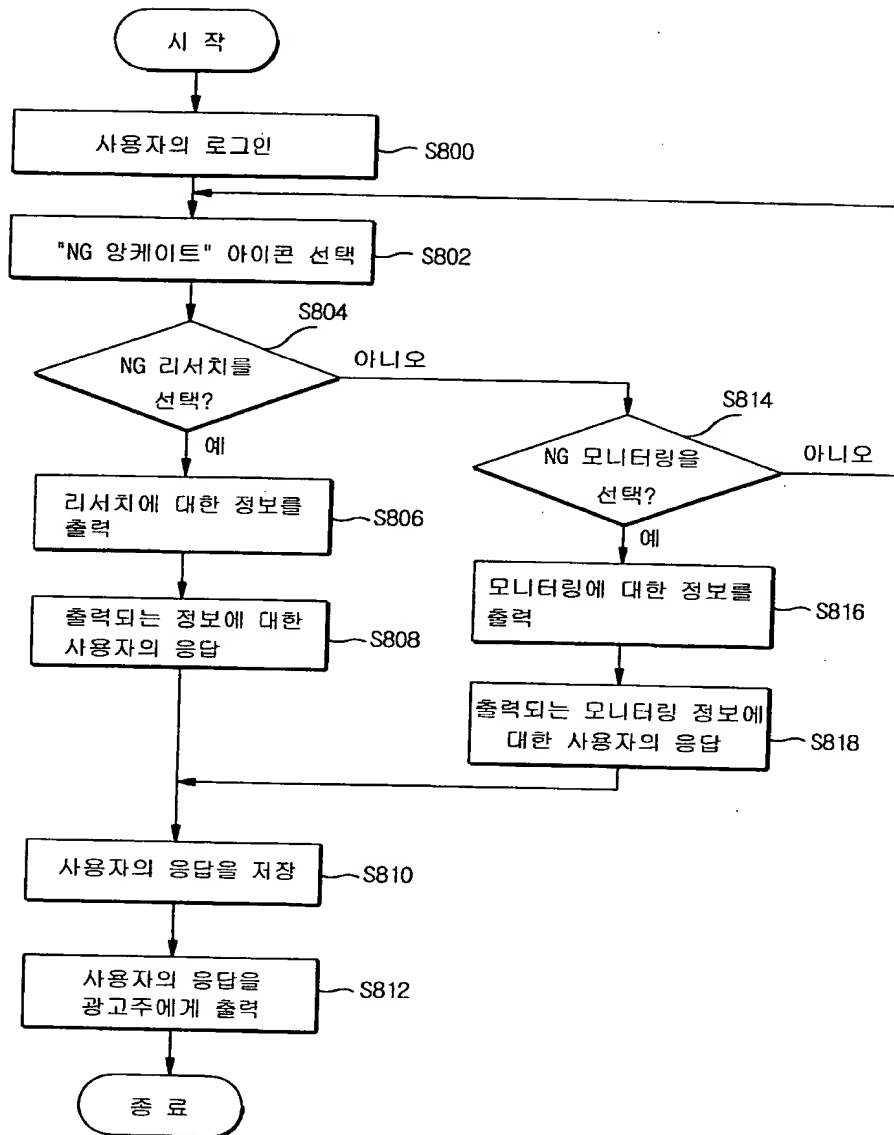 시 작
사용자의 로그인
S800
"NG 앙케이트" 아이콘 선택
S802
S804
NG 리서치를
선택?
아니오
예
S814
NG 모니터링을
선택?
아니오
예
리서치에 대한 정보를
출력
S806
모니터링에 대한 정보를
출력
S816
출력되는 정보에 대한
사용자의 응답
S808
출력되는 모니터링 정보에
대한 사용자의 응답
S818
사용자의 응답을 저장
S810
사용자의 응답을
광고주에게 출력
S812
종 료